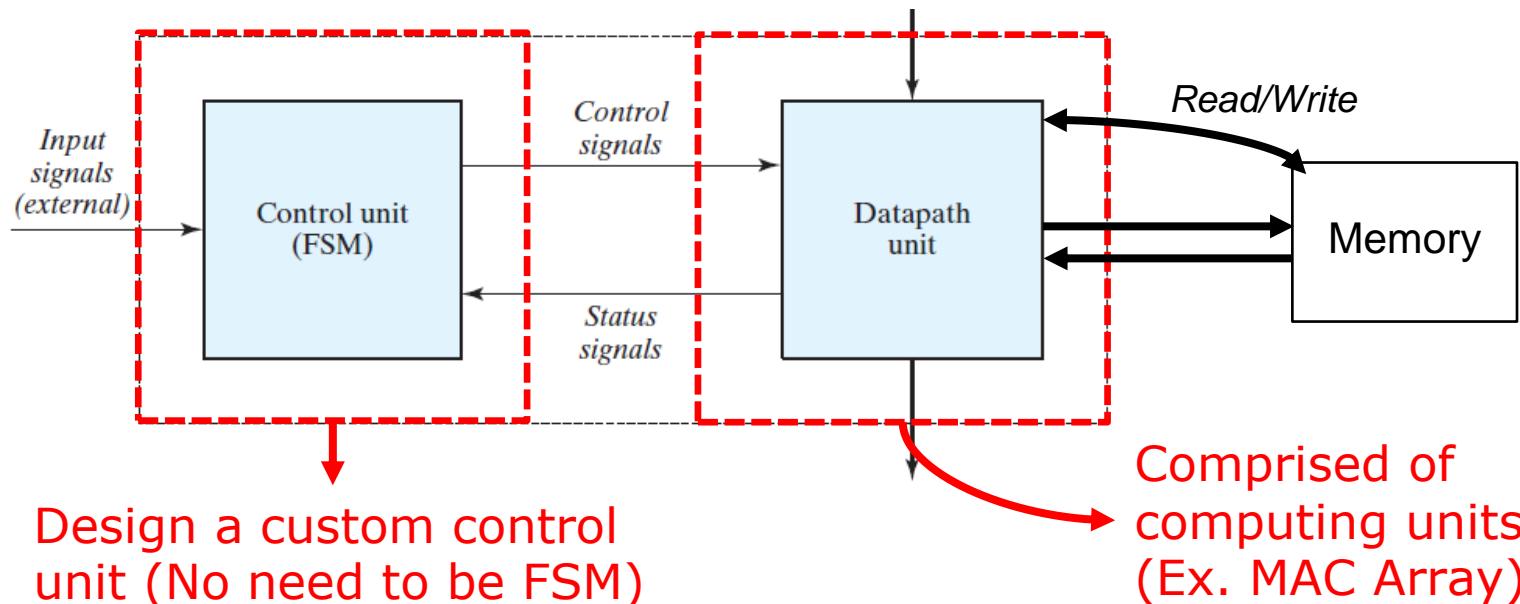 Input
signals
(external)
Control unit
(FSM)
Control
signals
Status
signals
Datapath
unit
Read/Write
Memory
Design a custom control
unit (No need to be FSM)
Comprised of
computing units
(Ex. MAC Array)